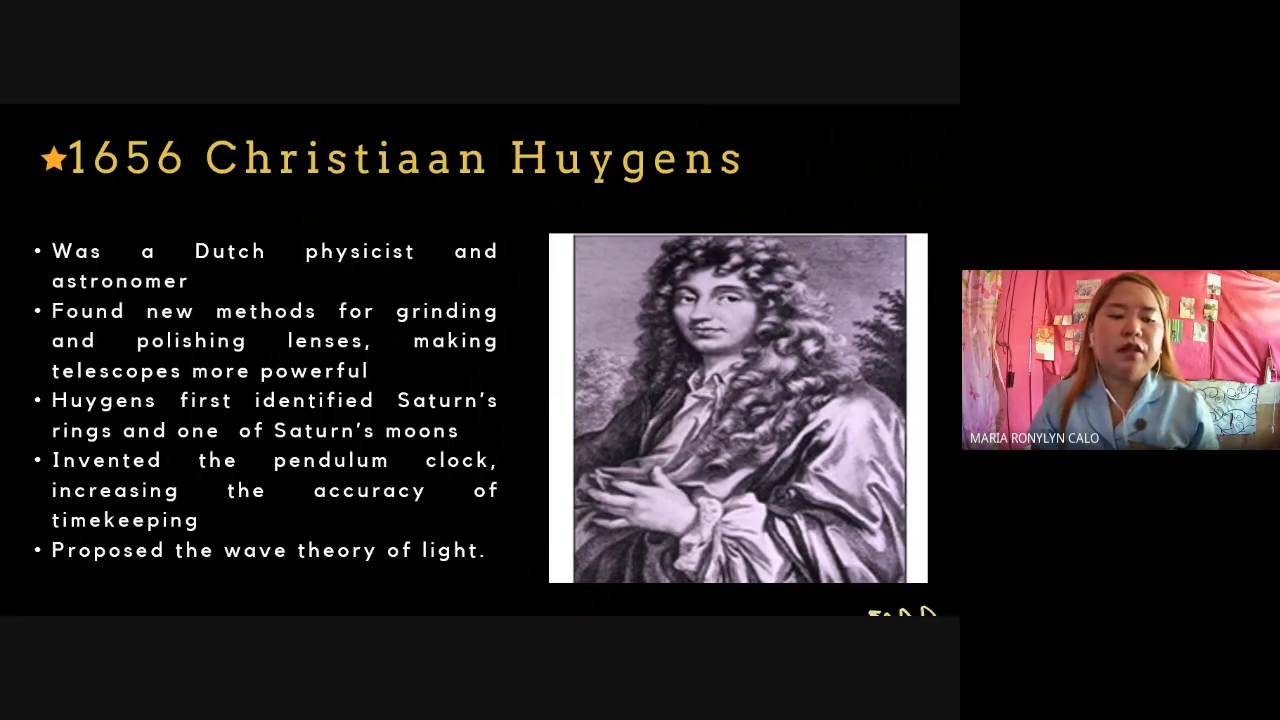 1656 Christiaan Huygens
• Was a Dutch physicist and
astronomer
• Found new methods for grinding
and polishing lenses, making
telescopes more powerful
• Huygens first identified Saturn's
rings and one of Saturn's moons
• Invented the pendulum clock,
increasing the accuracy of
timekeeping
• Proposed the wave theory of light.
MARIA RONYLYN CALO